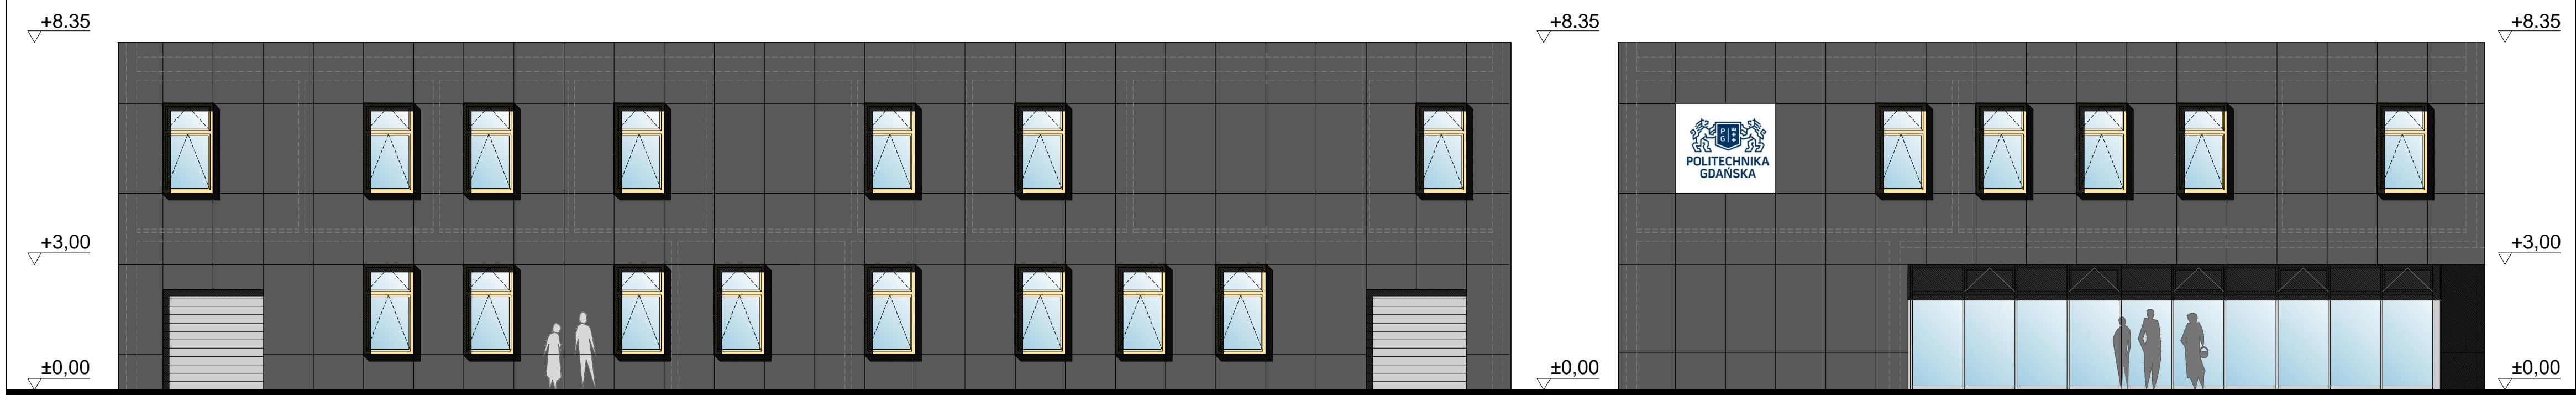 +8.35
+8.35
+8.35
P
G
POLITECHNIKA
GDAŃSKA
+3,00
+3,00
±0,00
±0,00
±0,00